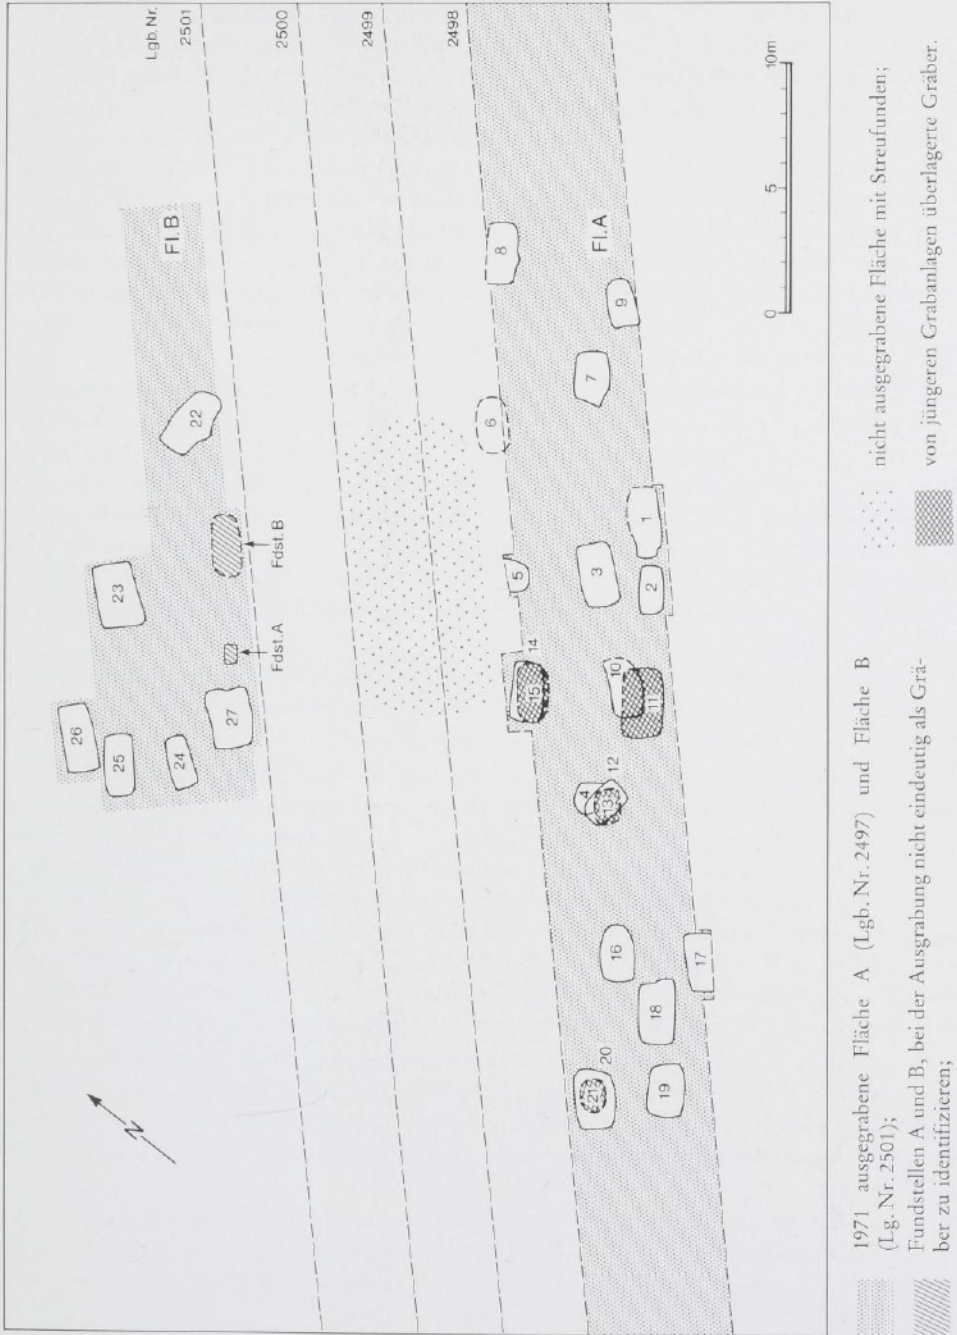 Lgb.Nr.
2501
2500
2499
2498
Fl.B
Fl.A
26
25
24
27
23
22
Fdst.A
Fdst.B
N
8
9
6
7
5
3
1
2
14
15
10
11
12
4
13
16
17
18
20
21
19
0
5
10m
1971 ausgegrabene Fläche A (Lgb. Nr. 2497) und Fläche B
(Lg. Nr. 2501);
Fundstellen A und B, bei der Ausgrabung nicht eindeutig als Grä-
ber zu identifizieren;
nicht ausgegrabene Fläche mit Streufunden;
von jüngeren Grabanlagen überlagerte Gräber.